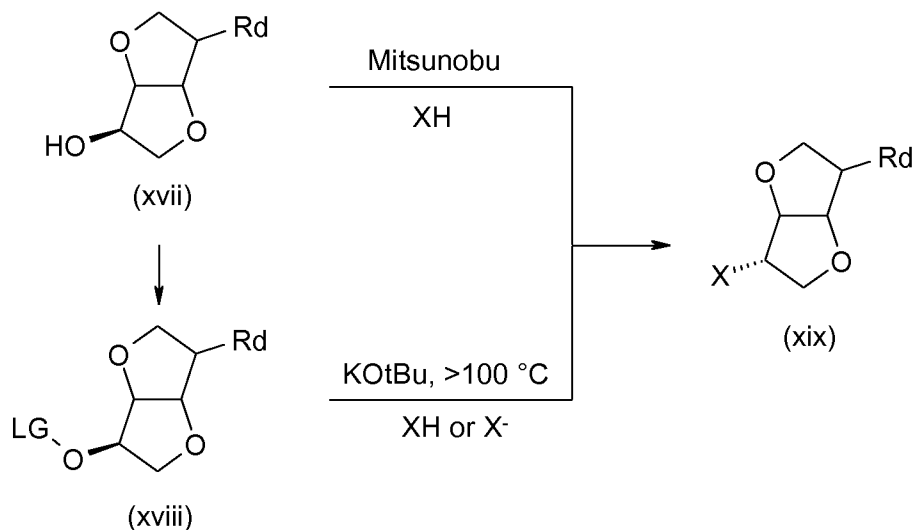 O
Rd
HO
O
(xvii)
Mitsunobu
XH
O
Rd
X
O
(xix)
O
Rd
LG
O
O
(xviii)
KOtBu, >100 °C
XH or X-